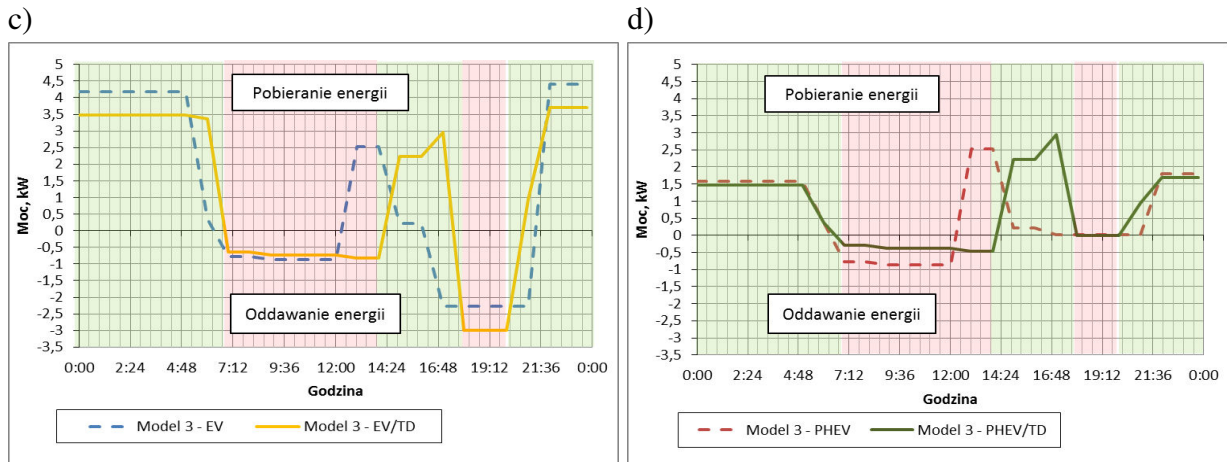 c)
Moc, kW
5
4,5
4
3,5
3
2,5
2
1,5
1
0,5
0
-0,5
-1
-1,5
-2
-2,5
-3
-3,5
Pobieranie energii
Oddawanie energii
0:00 2:24 4:48 7:12 9:36 12:00 14:24 16:48 19:12 21:36 0:00
Godzina
Model 3 - EV Model 3 - EV/TD
d)
Moc, kW
5
4,5
4
3,5
3
2,5
2
1,5
1
0,5
0
-0,5
-1
-1,5
-2
-2,5
-3
-3,5
Pobieranie energii
Oddawanie energii
0:00 2:24 4:48 7:12 9:36 12:00 14:24 16:48 19:12 21:36 0:00
Godzina
Model 3 - PHEV Model 3 - PHEV/TD